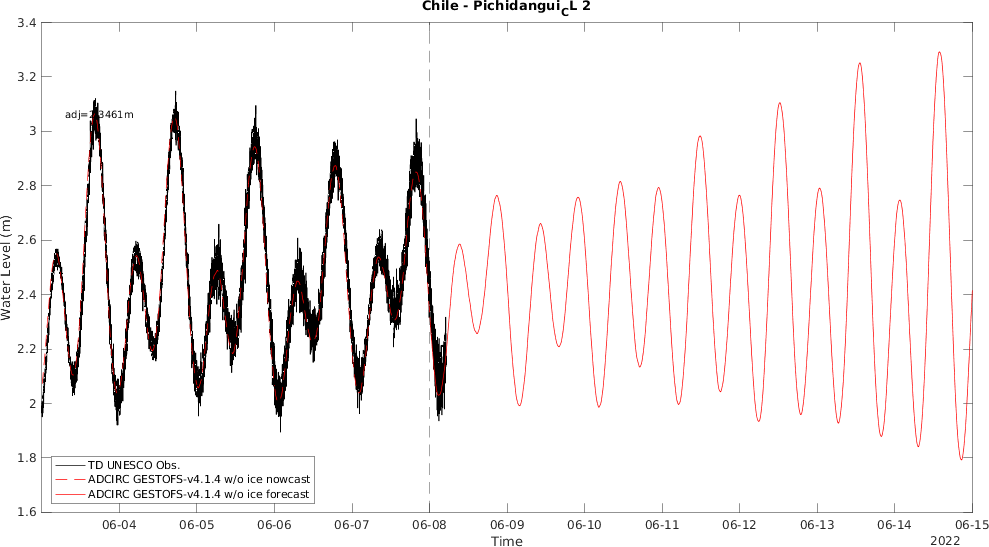 Chile - PichidanguiCL 2
3.4
3.2
3
2.8
2.6
2.4
2.2
2
1.8
1.6
Water Level (m)
adj=2.3461m
TD UNESCO Obs.
ADCIRC GESTOFS-v4.1.4 w/o ice nowcast
ADCIRC GESTOFS-v4.1.4 w/o ice forecast
06-04 06-05 06-06 06-07 06-08 06-09 06-10 06-11 06-12 06-13 06-14 06-15
Time
2022